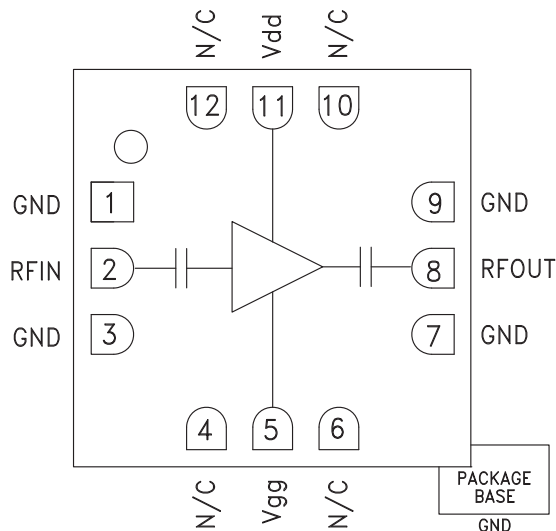 N/C
Vdd
N/C
12
11
10
GND
1
9
GND
RFIN
2
8
RFOUT
GND
3
7
GND
4
5
6
N/C
Vgg
N/C
PACKAGE
BASE
GND